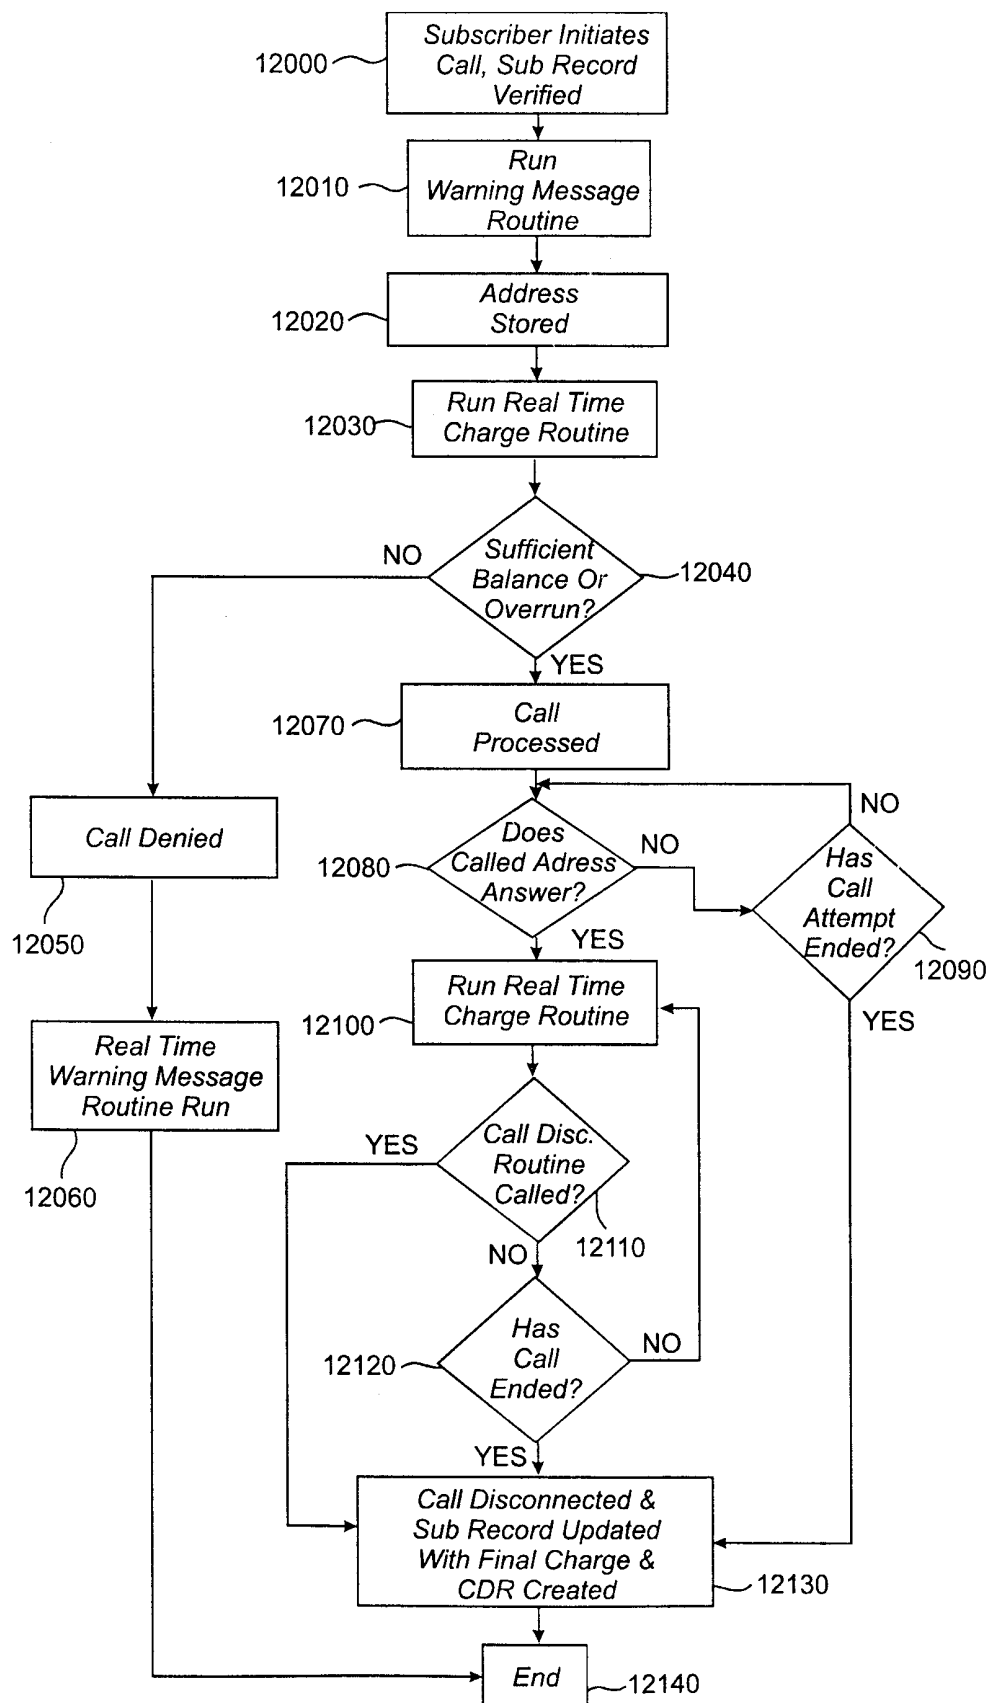 Subscriber Initiates
Call, Sub Record
Verified
12000
Run
Warning Message
Routine
12010
Address
Stored
12020
Run Real Time
Charge Routine
12030
Sufficient
Balance Or
Overrun?
12040
NO
YES
Call
Processed
12070
Call Denied
12050
Does
Called Adress
Answer?
12080
NO
YES
Has
Call
Attempt
Ended?
12090
NO
YES
Real Time
Warning Message
Routine Run
12060
Run Real Time
Charge Routine
12100
Call Disc.
Routine
Called?
12110
YES
NO
Has
Call
Ended?
12120
NO
YES
Call Disconnected &
Sub Record Updated
With Final Charge &
CDR Created
12130
End
12140